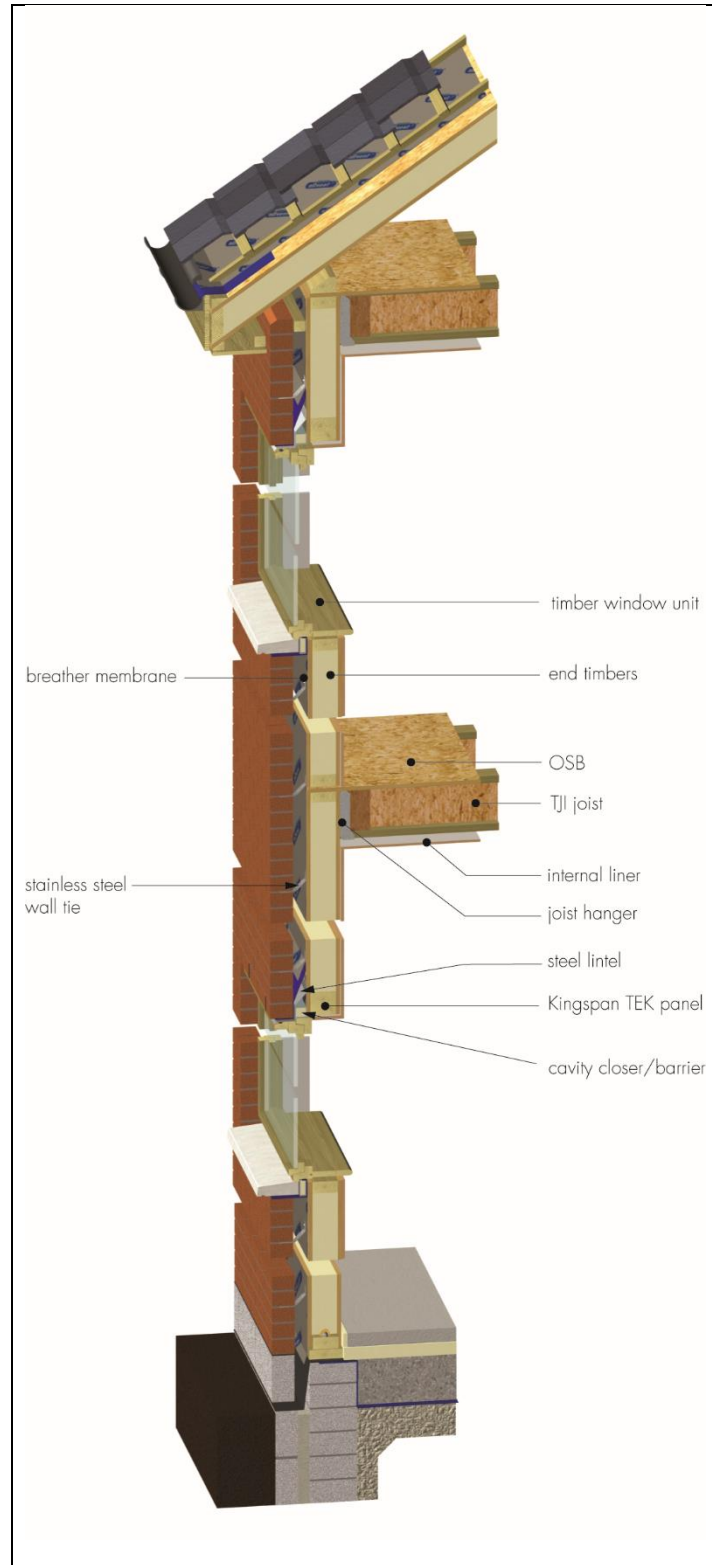 timber window unit
breather membrane
end timbers
OSB
TJI joist
internal liner
stainless steel
wall tie
joist hanger
steel lintel
Kingspan TEK panel
cavity closer/barrier